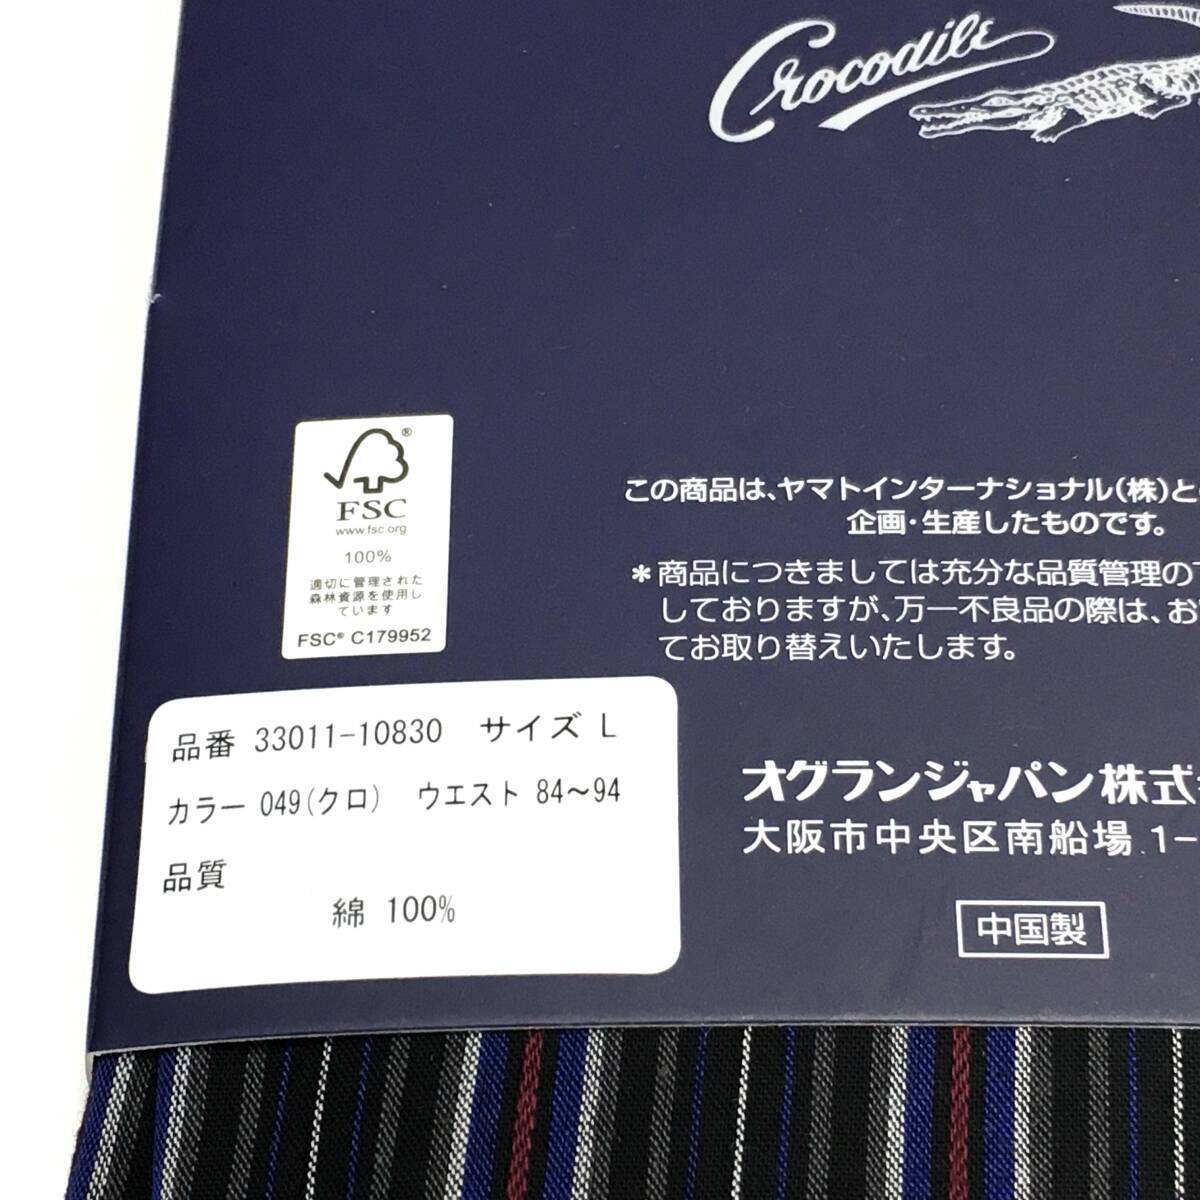 Crocodile
FSC
www.fsc.org
100%
適切に管理された
森林資源を使用し
ています
FSC® C179952
この商品は、ヤマトインターナショナル(株)と
企画・生産したものです。
*商品につきましては充分な品質管理の下
しておりますが、万一不良品の際は、お
てお取り替えいたします。
品番 33011-10830 サイズ L
カラー 049(クロ) ウエスト 84～94
品質
綿 100%
オグランジャパン株式
大阪市中央区南船場 1-
中国製